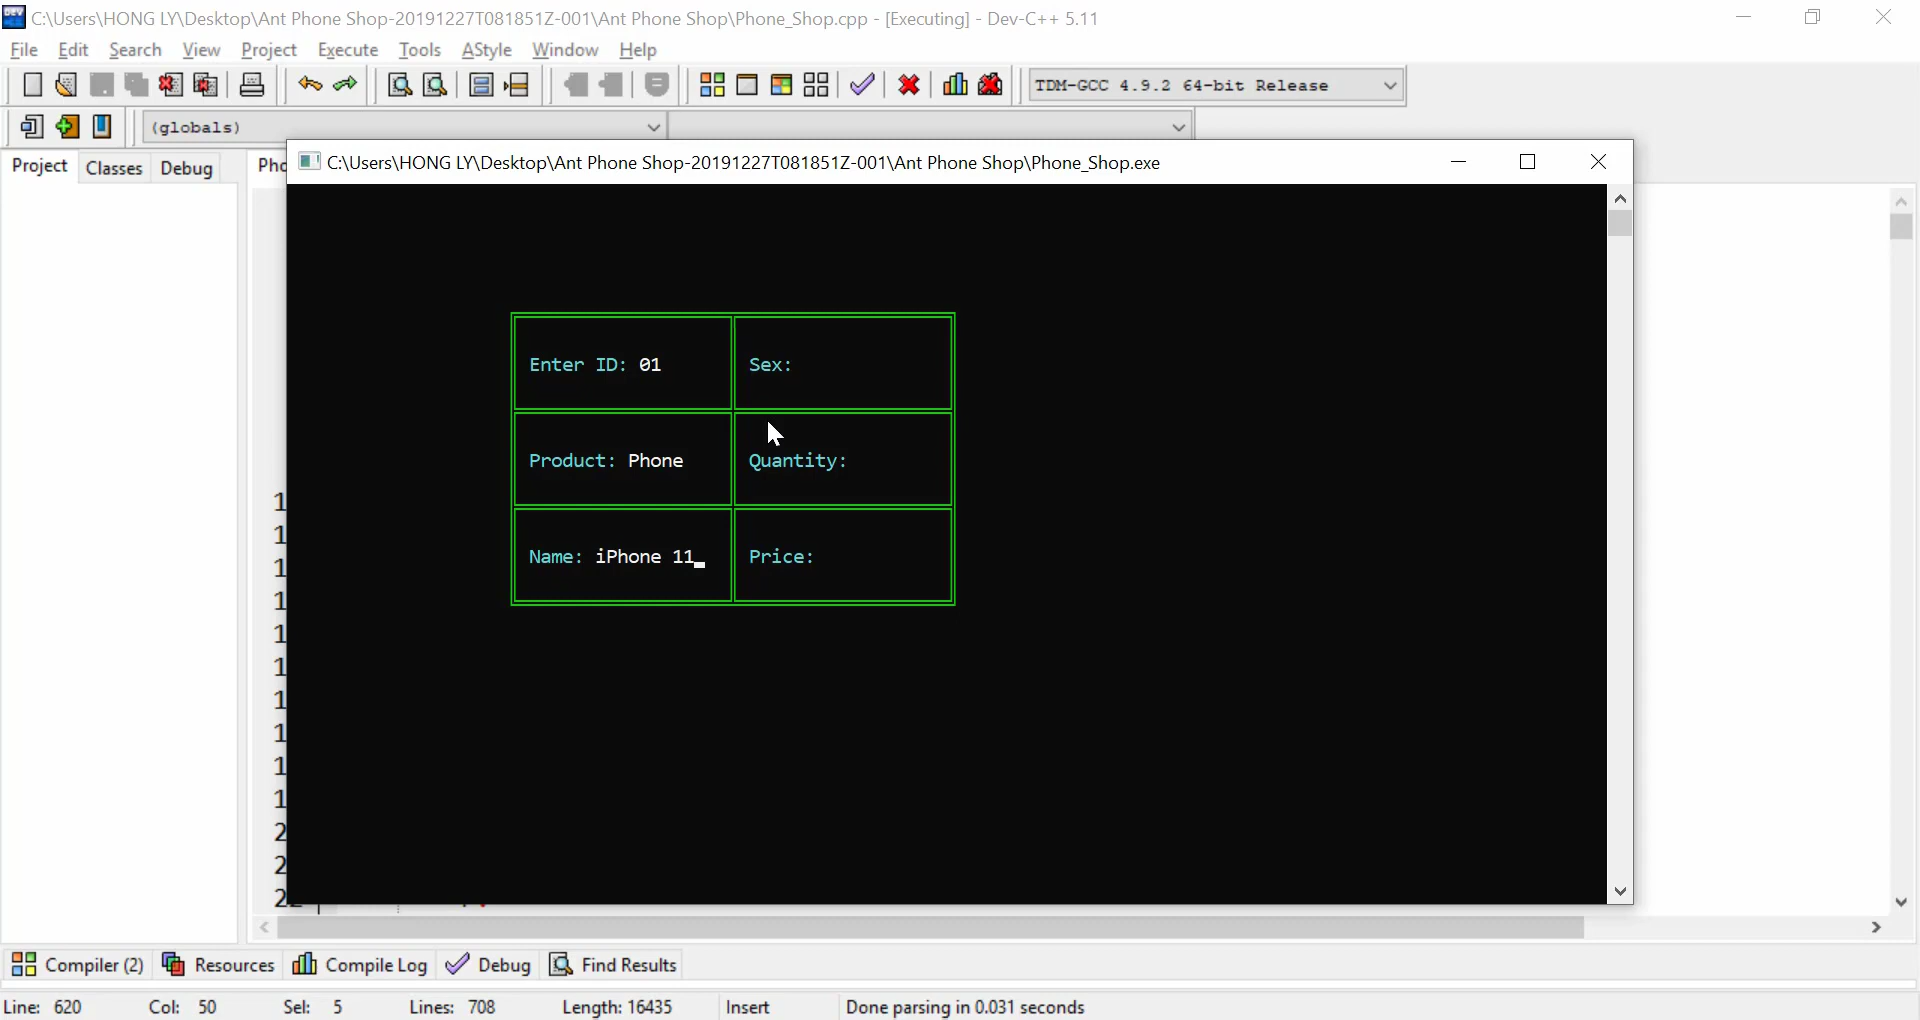 C:\Users\HONG LY\Desktop\Ant Phone Shop-20191227T081851Z-001\Ant Phone Shop\Phone_Shop.cpp - [Executing] - Dev-C++ 5.11
File Edit Search View Project Execute Tools AStyle Window Help
TDM-GCC 4.9.2 64-bit Release
(globals)
Project Classes Debug
C:\Users\HONG LY\Desktop\Ant Phone Shop-20191227T081851Z-001\Ant Phone Shop\Phone_Shop.exe
Enter ID: 01 Sex:
Product: Phone Quantity:
Name: iPhone 11_ Price:
Compiler (2) Resources Compile Log Debug Find Results
Line: 620 Col: 50 Sel: 5 Lines: 708 Length: 16435 Insert Done parsing in 0.031 seconds